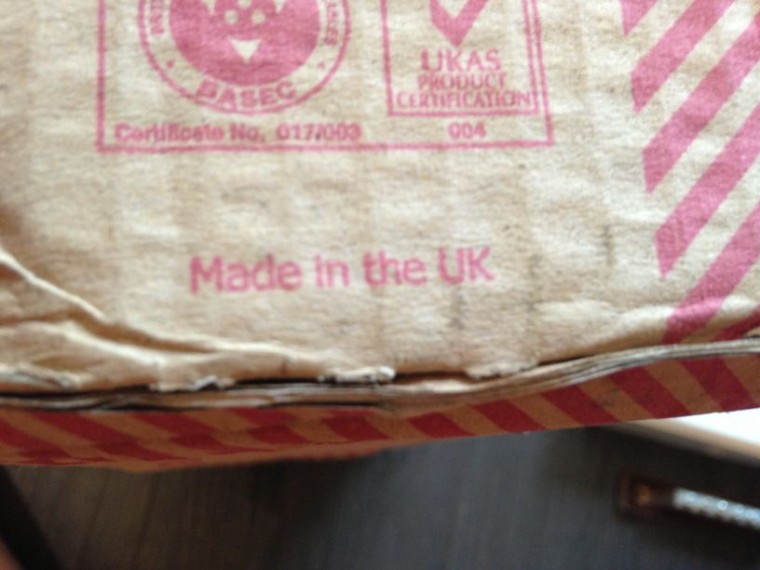 BASEC
Certificate No. 017/003
UKAS
PRODUCT
CERTIFICATION
004
Made in the UK